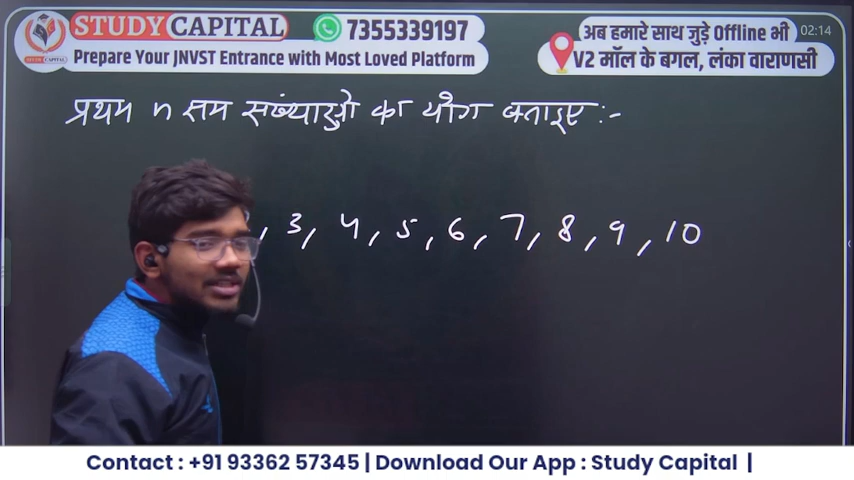 STUDY CAPITAL
7355339197
Prepare Your JNVST Entrance with Most Loved Platform
STUDY CAPITAL
अब हमारे साथ जुड़े Offline भी
02:14
V2 मॉल के बगल, लंका वाराणसी
प्रथम n सम संख्याओ का योग बताइए :-
, 3, 4, 5, 6, 7, 8, 9, 10
Contact : +91 93362 57345 | Download Our App : Study Capital |